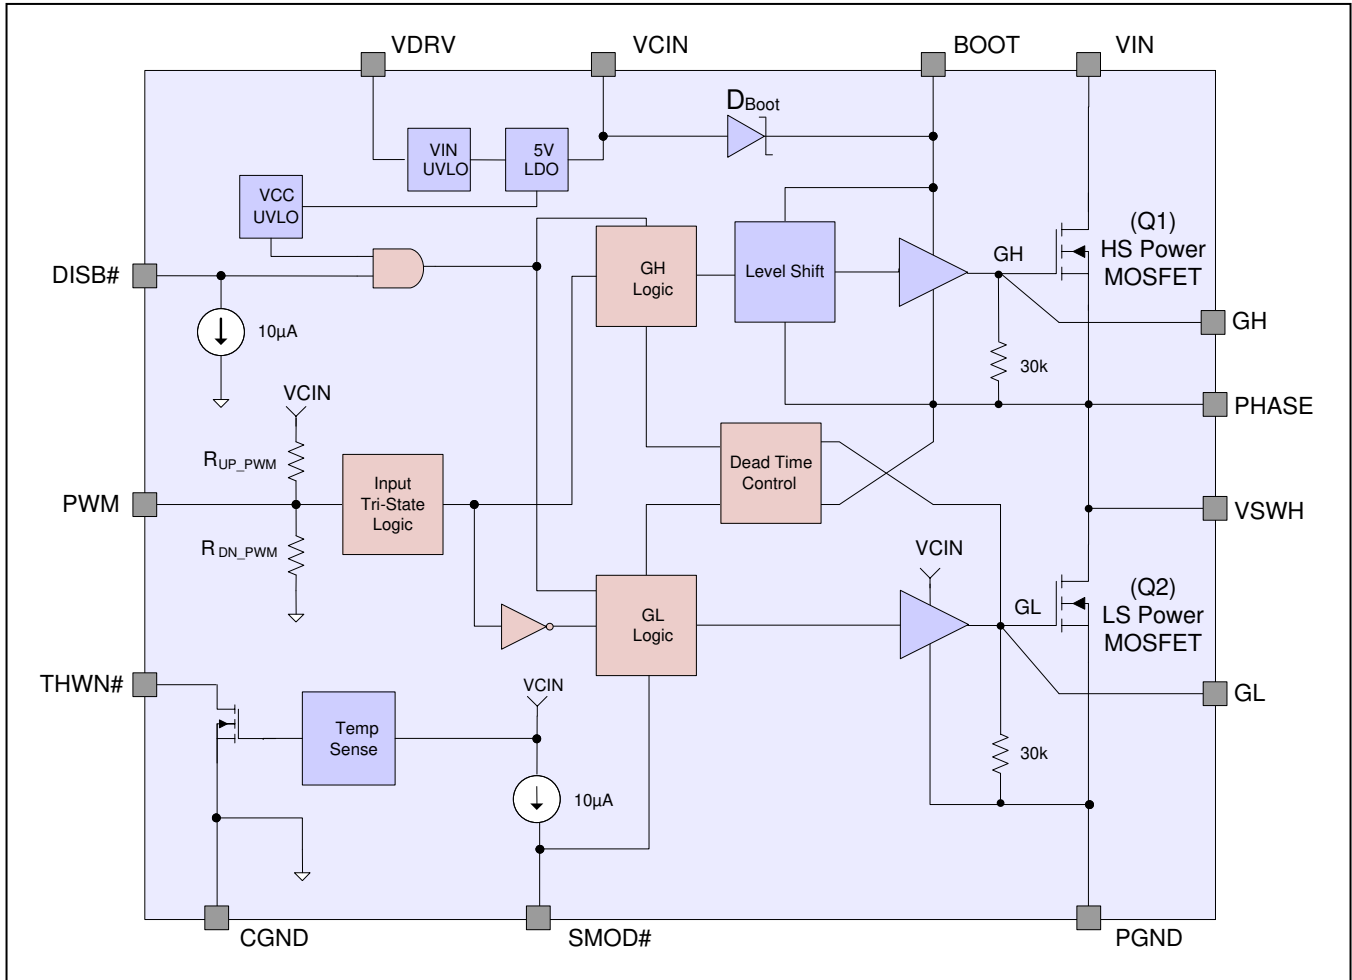 VDRV
VCIN
BOOT
VIN
DBoot
VIN
UVLO
5V
LDO
VCC
UVLO
DISB#
10µA
GH
Logic
Level Shift
GH
(Q1)
HS Power
MOSFET
GH
30k
PHASE
VCIN
RUP_PWM
PWM
RDN_PWM
Input
Tri-State
Logic
Dead Time
Control
VSWH
VCIN
GL
Logic
GL
(Q2)
LS Power
MOSFET
THWN#
Temp
Sense
VCIN
10µA
GL
30k
CGND
SMOD#
PGND